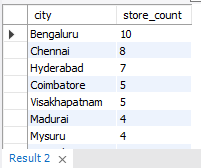 city store_count
Bengaluru 10
Chennai 8
Hyderabad 7
Coimbatore 5
Visakhapatnam 5
Madurai 4
Mysuru 4
Result 2